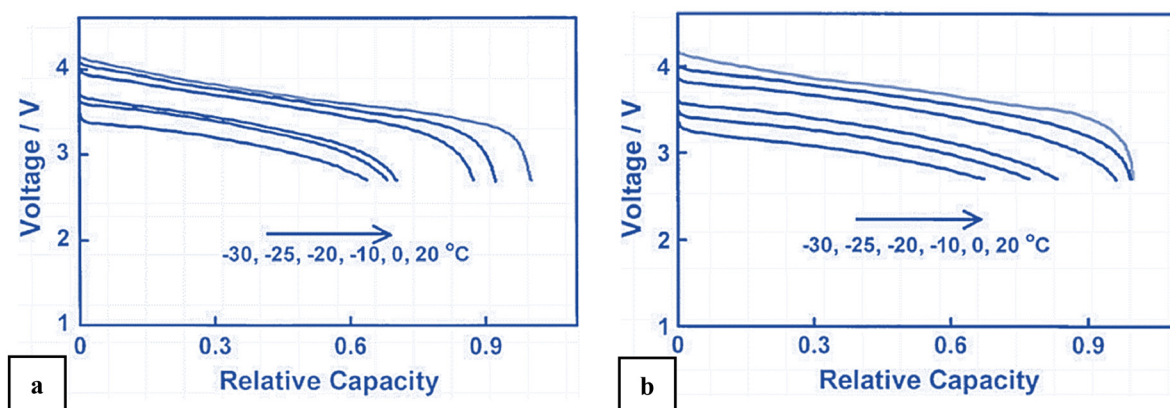 Voltage / V
4
3
2
1
-30, -25, -20, -10, 0, 20 °C
0 0.3 0.6 0.9
Relative Capacity
a
Voltage / V
4
3
2
1
-30, -25, -20, -10, 0, 20 °C
0 0.3 0.6 0.9
Relative Capacity
b